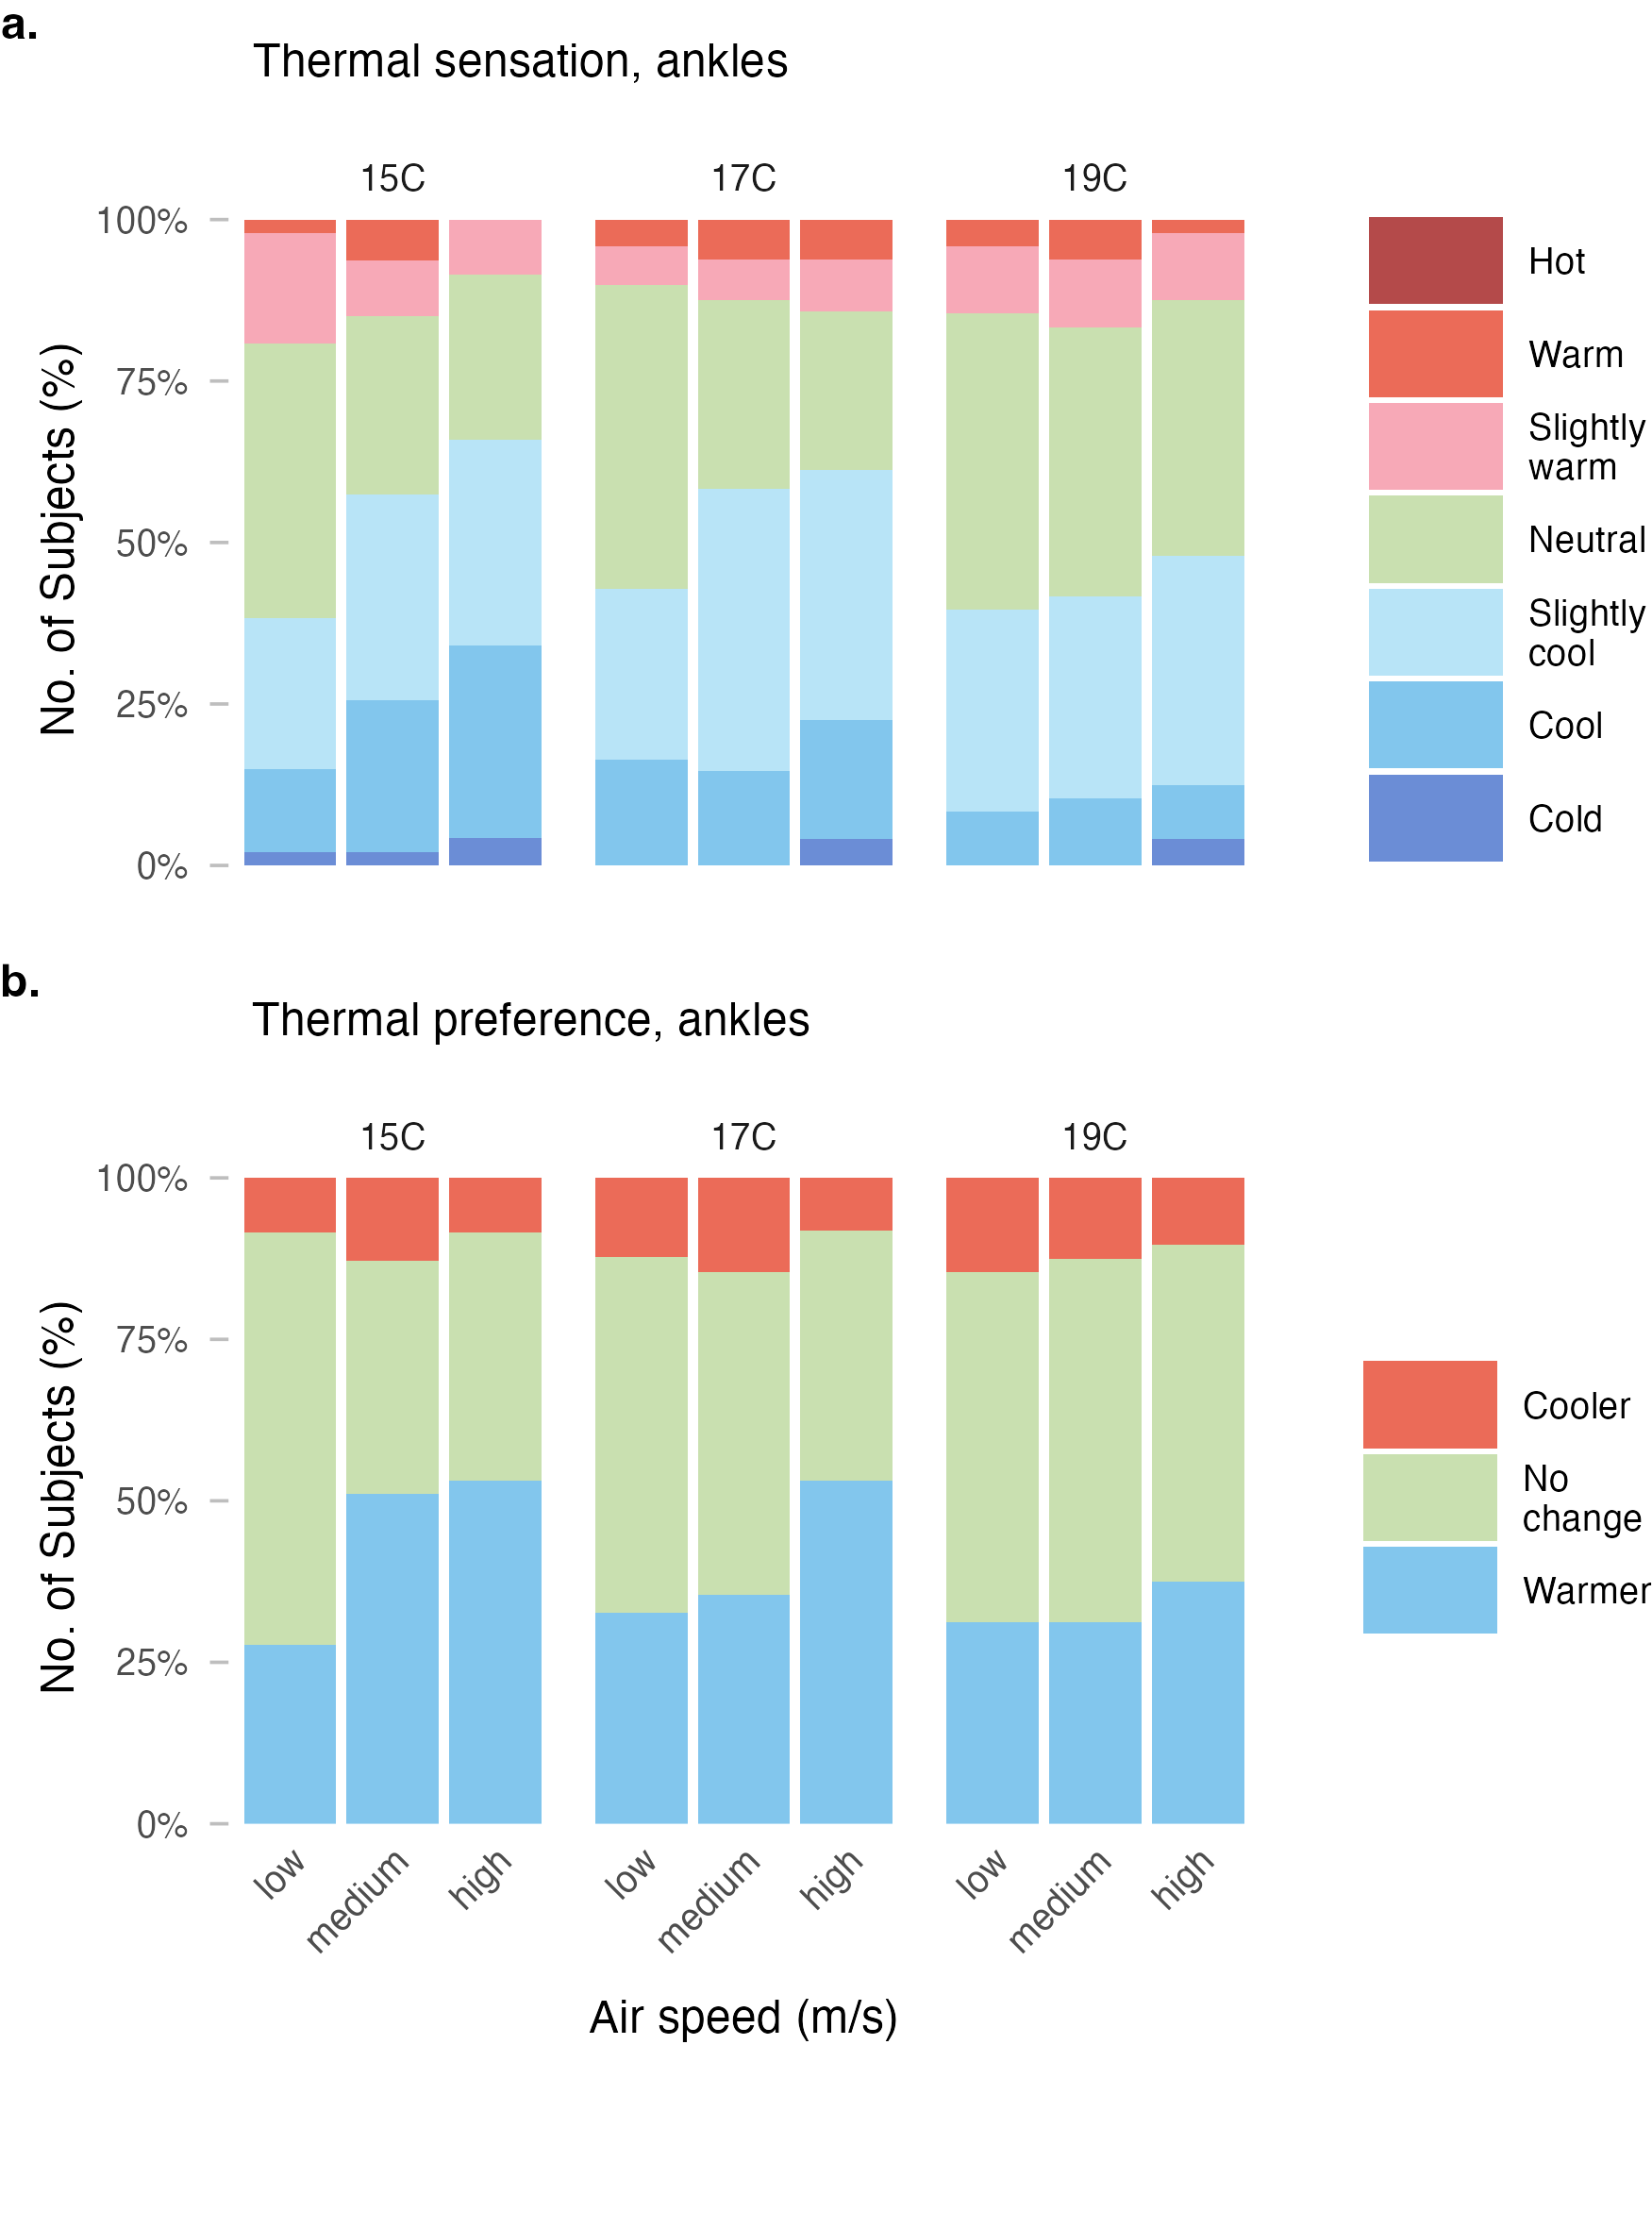 a.
Thermal sensation, ankles
15C 17C 19C
100%
75%
50%
25%
0%
No. of Subjects (%)
Hot
Warm
Slightly
warm
Neutral
Slightly
cool
Cool
Cold
b.
Thermal preference, ankles
15C 17C 19C
100%
75%
50%
25%
0%
No. of Subjects (%)
Cooler
No
change
Warmer
low medium high low medium high low medium high
Air speed (m/s)